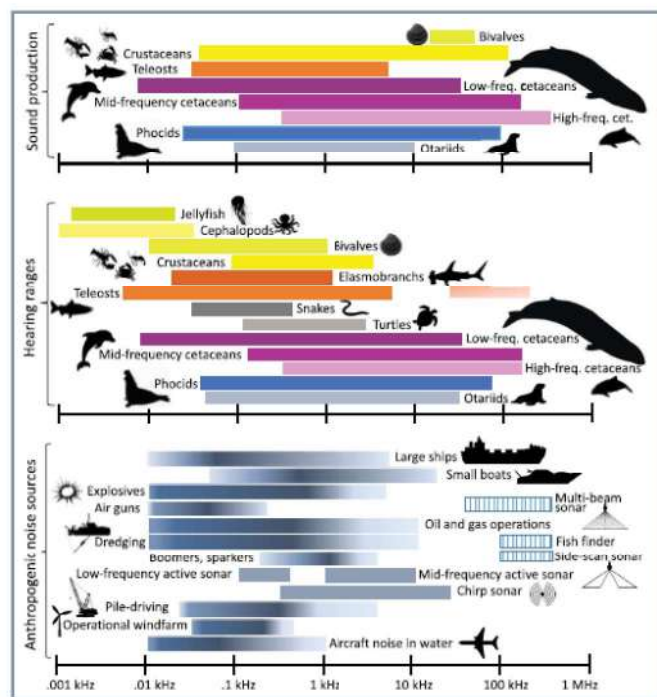 Sound production
Bivalves
Crustaceans
Teleosts
Low-freq. cetaceans
Mid-frequency cetaceans
High-freq. cet.
Phocids
Otariids
Hearing ranges
Jellyfish
Cephalopods
Bivalves
Crustaceans
Elasmobranchs
Teleosts
Snakes
Turtles
Low-freq. cetaceans
Mid-frequency cetaceans
High-freq. cetaceans
Phocids
Otariids
Anthropogenic noise sources
Large ships
Small boats
Explosives
Multi-beam
sonar
Air guns
Oil and gas operations
Dredging
Fish finder
Boomers, sparkers
Side-scan sonar
Low-frequency active sonar
Mid-frequency active sonar
Chirp sonar
Pile-driving
Operational windfarm
Aircraft noise in water
.001 kHz .01 kHz .1 kHz 1 kHz 10 kHz 100 kHz 1 MHz